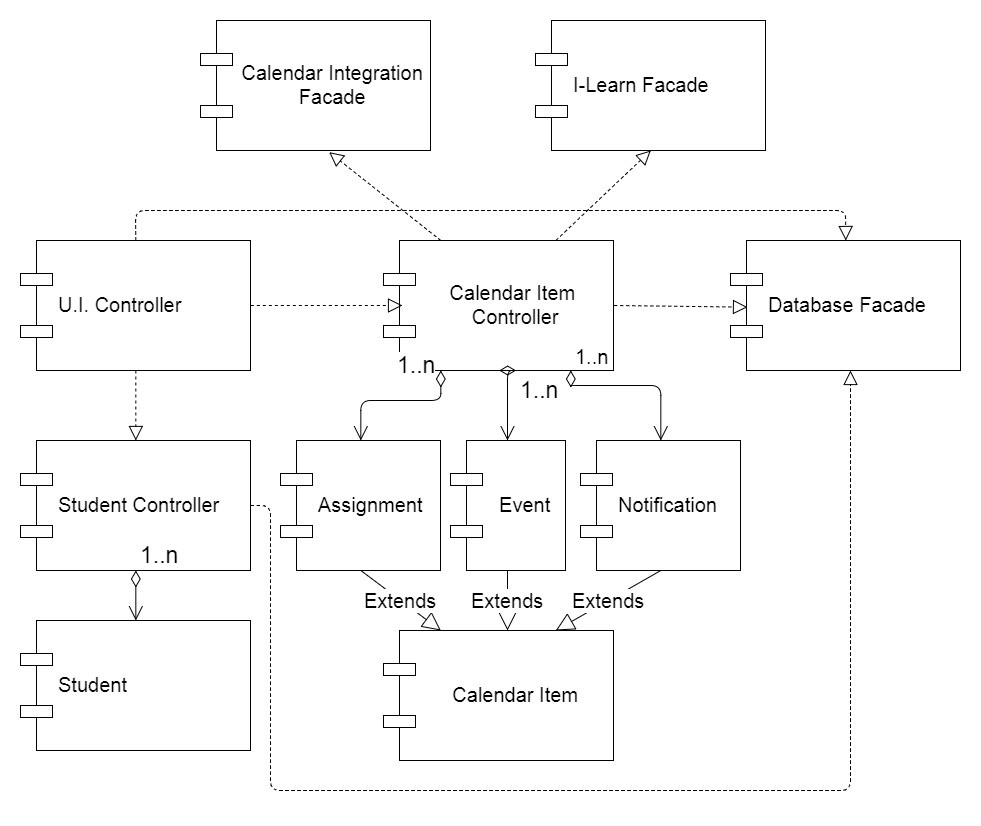 Calendar Integration
Facade
I-Learn Facade
U.I. Controller
Calendar Item
Controller
Database Facade
1..n
1..n
1..n
Student Controller
1..n
Assignment
Event
Notification
Extends
Extends
Extends
Student
Calendar Item